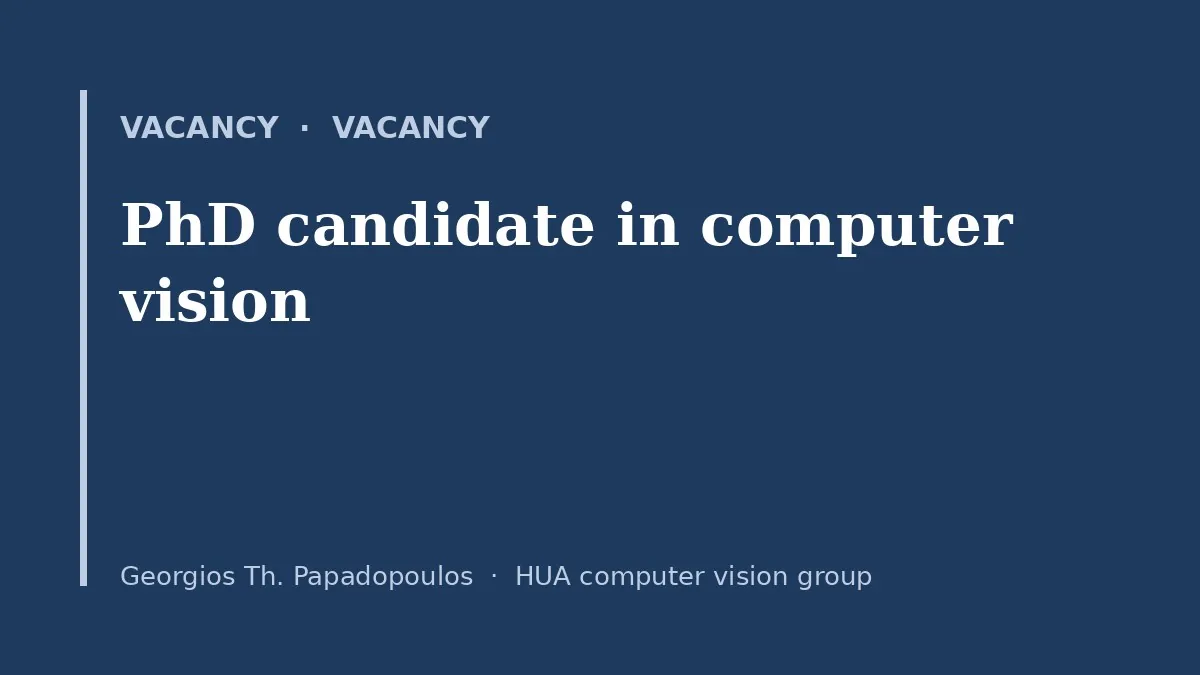 VACANCY · VACANCY
PhD candidate in computer
vision
Georgios Th. Papadopoulos · HUA computer vision group